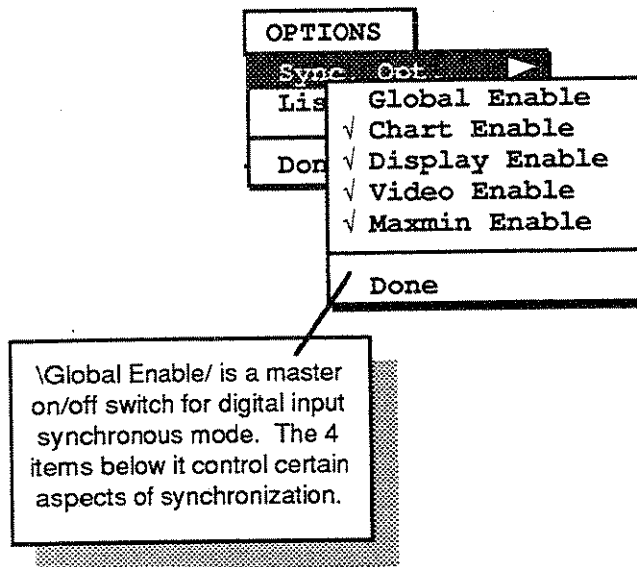 OPTIONS
Sync. Opt.
Lis
Global Enable
√ Chart Enable
Don
√ Display Enable
√ Video Enable
√ Maxmin Enable
Done
\Global Enable/ is a master
on/off switch for digital input
synchronous mode. The 4
items below it control certain
aspects of synchronization.